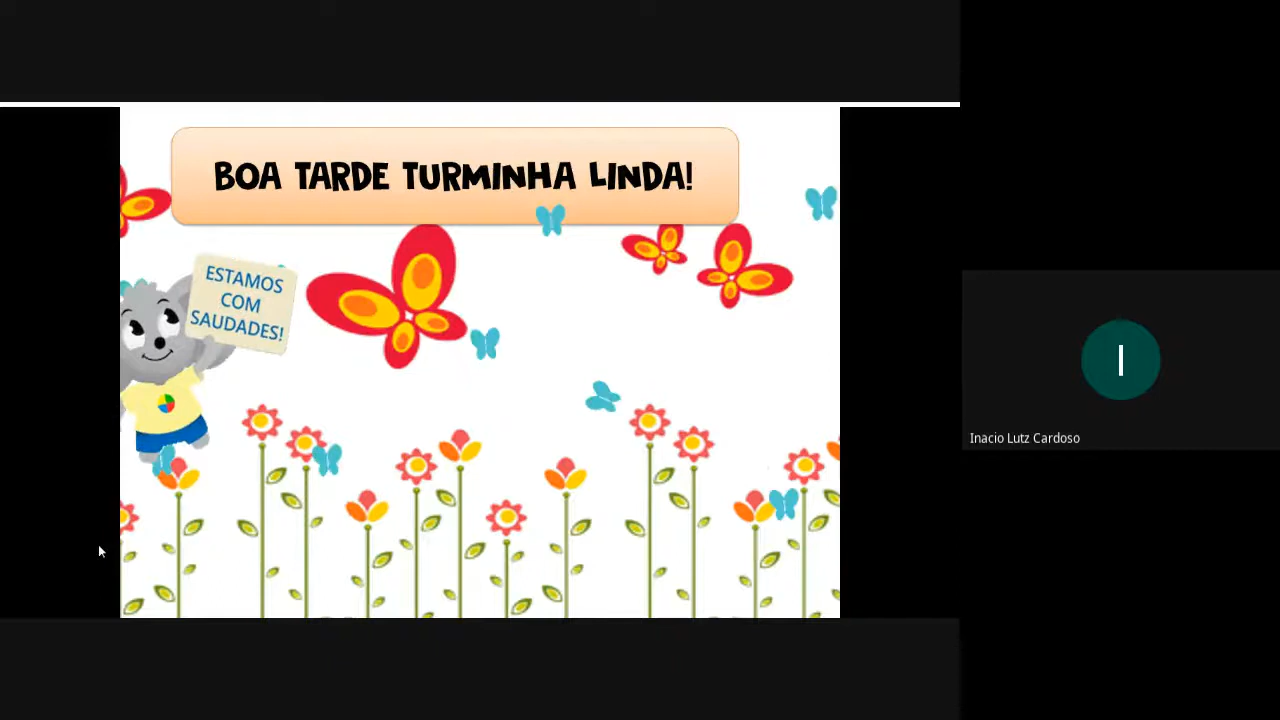 BOA TARDE TURMINHA LINDA!
ESTAMOS
COM
SAUDADES!
I
Inacio Lutz Cardoso